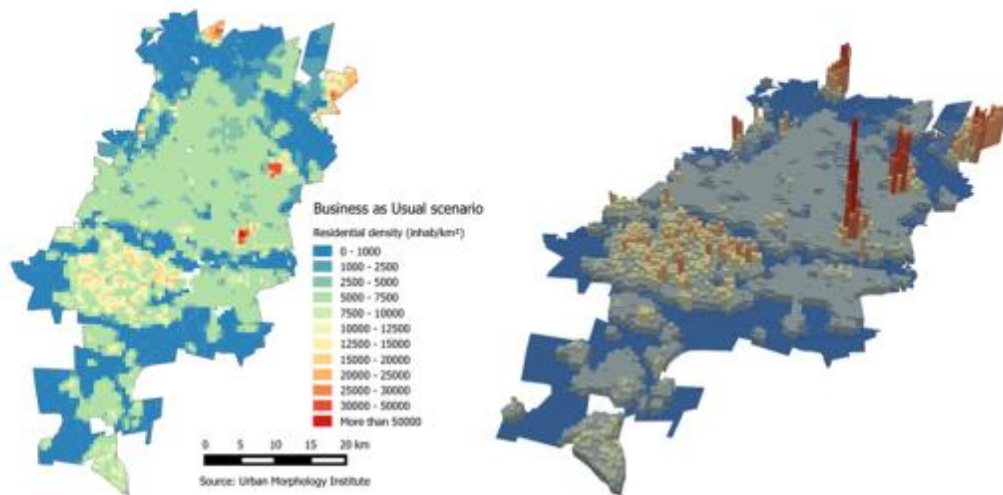 Business as Usual scenario
Residential density (inhab/km²)
0 - 1000
1000 - 2500
2500 - 5000
5000 - 7500
7500 - 10000
10000 - 12500
12500 - 15000
15000 - 20000
20000 - 25000
25000 - 30000
30000 - 50000
More than 50000
0 5 10 15 20 km
Source: Urban Morphology Institute